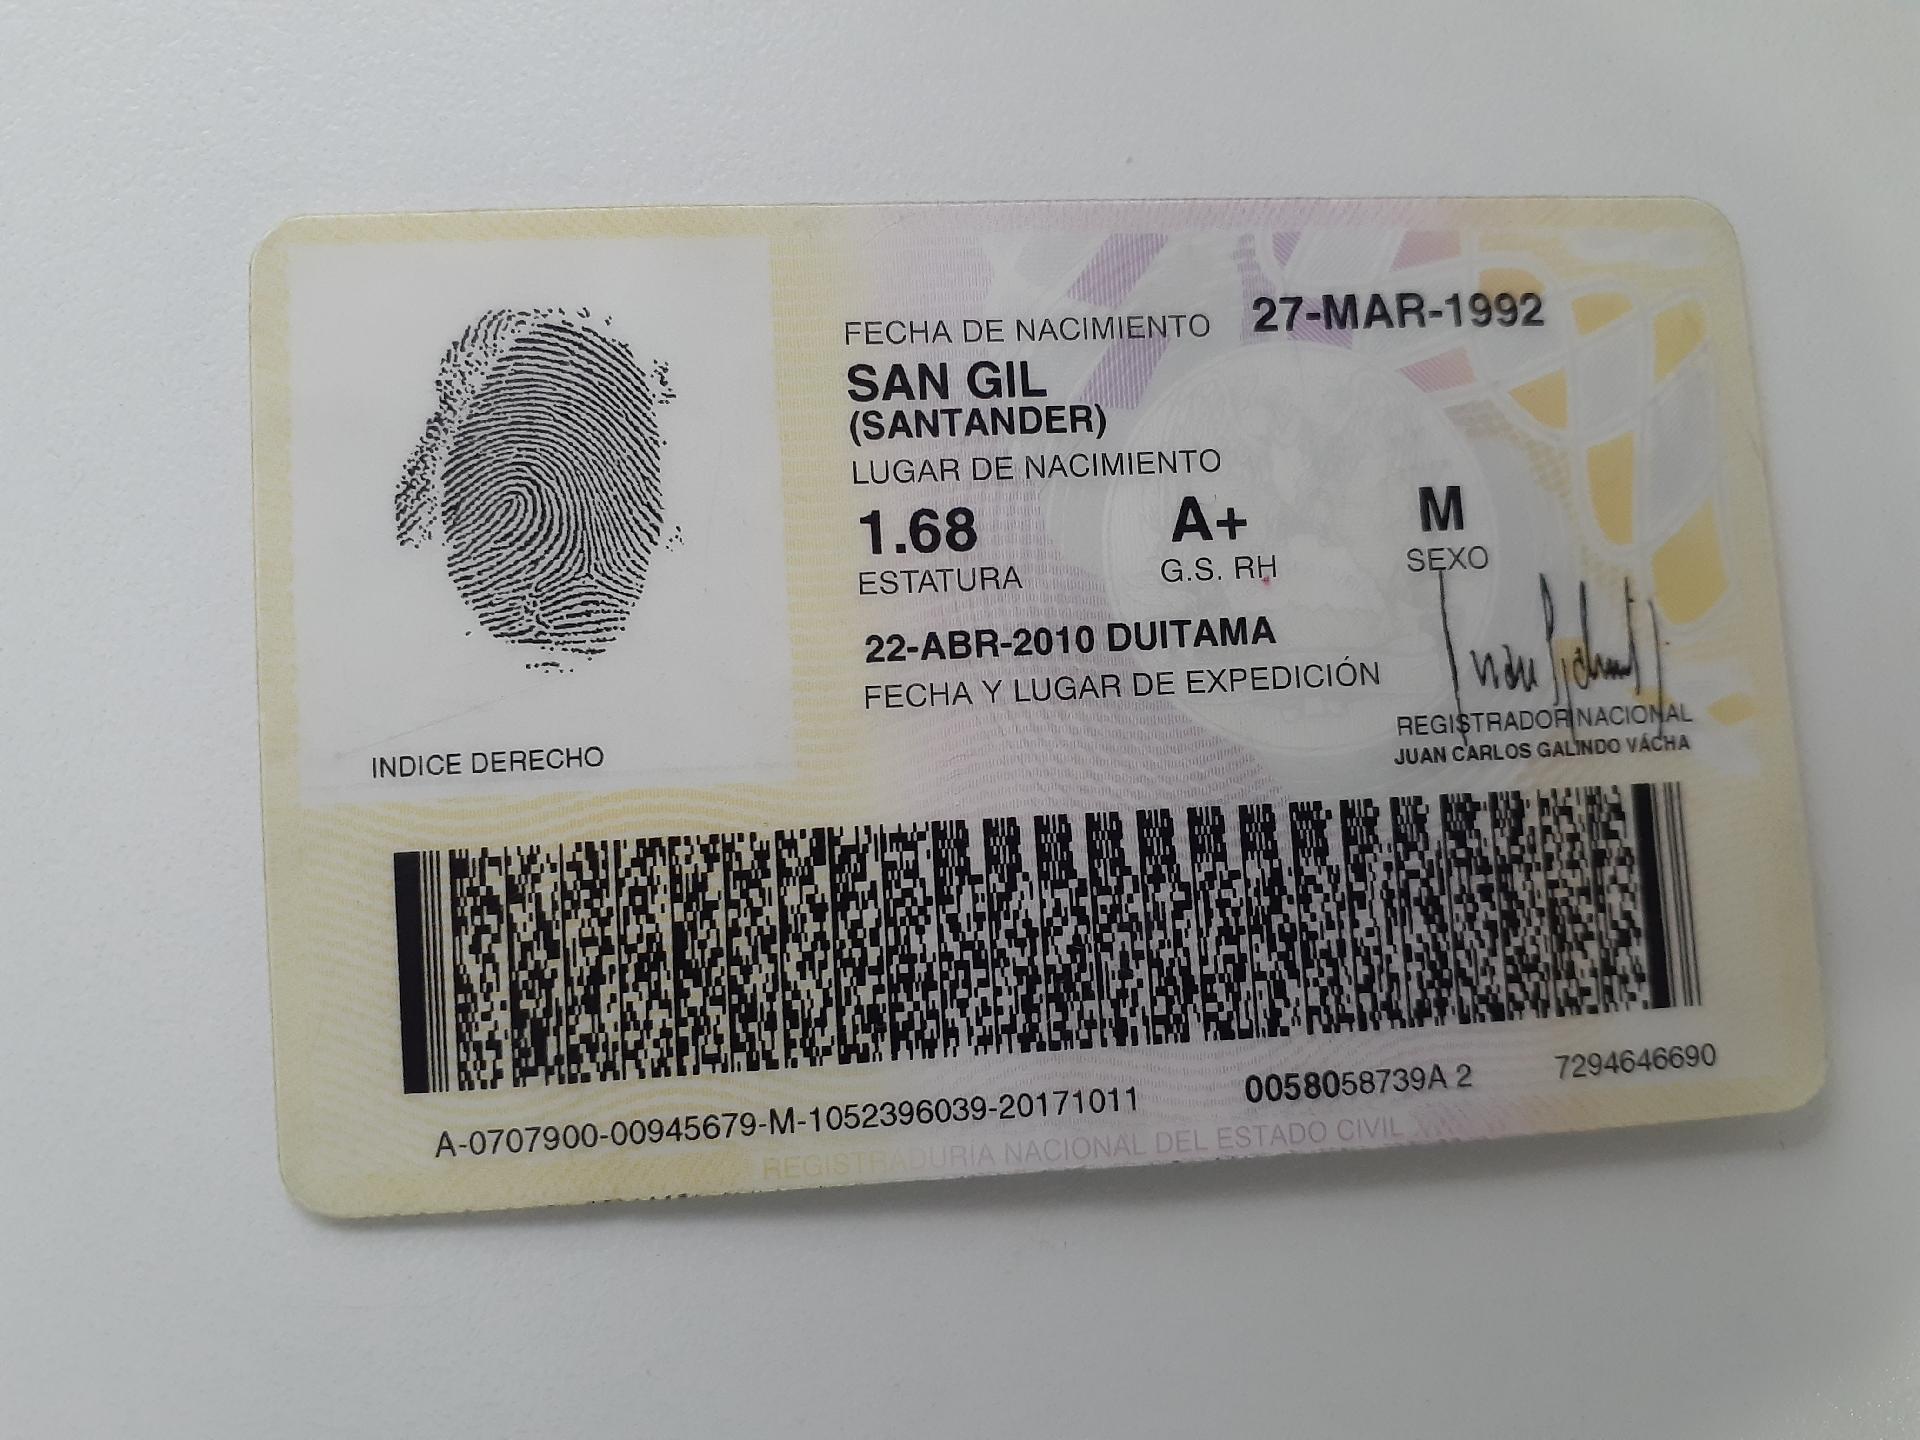 FECHA DE NACIMIENTO 27-MAR-1992
SAN GIL
(SANTANDER)
LUGAR DE NACIMIENTO
1.68 A+ M
ESTATURA G.S. RH SEXO
22-ABR-2010 DUITAMA
FECHA Y LUGAR DE EXPEDICIÓN
REGISTRADOR NACIONAL
JUAN CARLOS GALINDO VÁCHA
INDICE DERECHO
A-0707900-00945679-M-1052396039-20171011 0058058739A 2 7294646690
REGISTRADURIA NACIONAL DEL ESTADO CIVIL